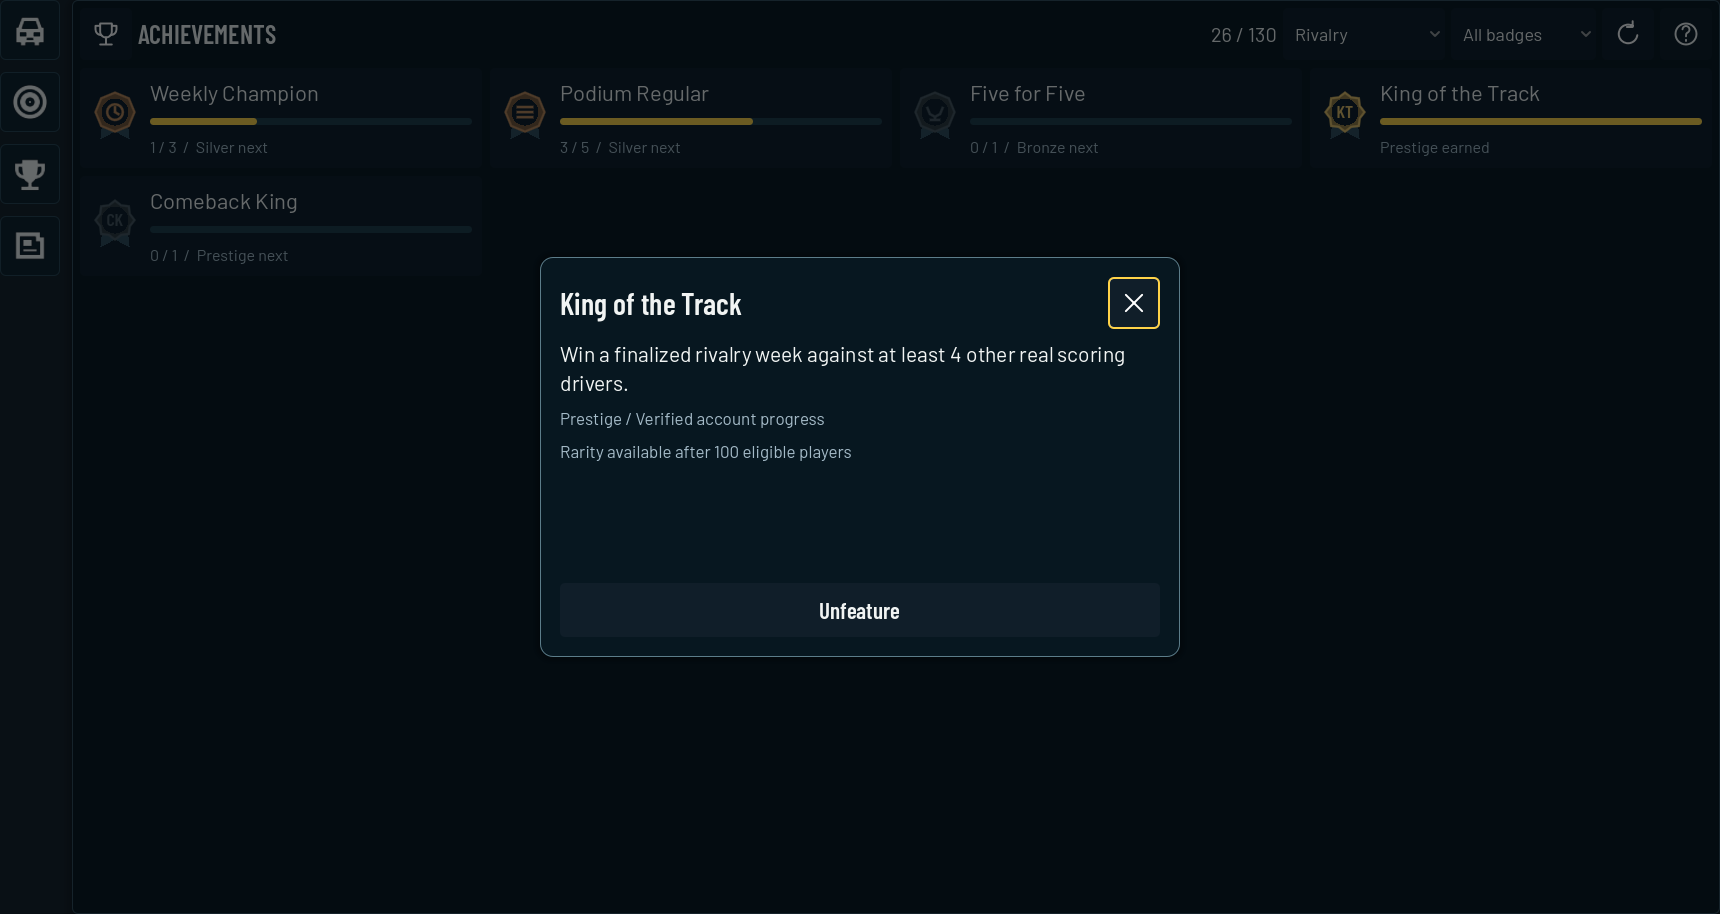 ACHIEVEMENTS
26 / 130
Rivalry
All badges
Weekly Champion
1 / 3 / Silver next
Podium Regular
3 / 5 / Silver next
Five for Five
0 / 1 / Bronze next
KT
King of the Track
Prestige earned
CK
Comeback King
0 / 1 / Prestige next
King of the Track
Win a finalized rivalry week against at least 4 other real scoring
drivers.
Prestige / Verified account progress
Rarity available after 100 eligible players
Unfeature